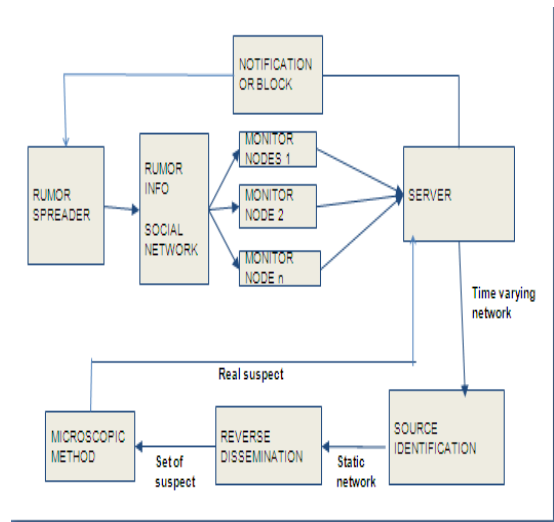 NOTIFICATION
OR BLOCK
RUMOR
SPREADER
RUMOR
INFO
SOCIAL
NETWORK
MONITOR
NODES 1
MONITOR
NODE 2
MONITOR
NODE n
SERVER
Time varying
network
Real suspect
MICROSCOPIC
METHOD
Set of
suspect
REVERSE
DISSEMINATION
Static
network
SOURCE
IDENTIFICATION